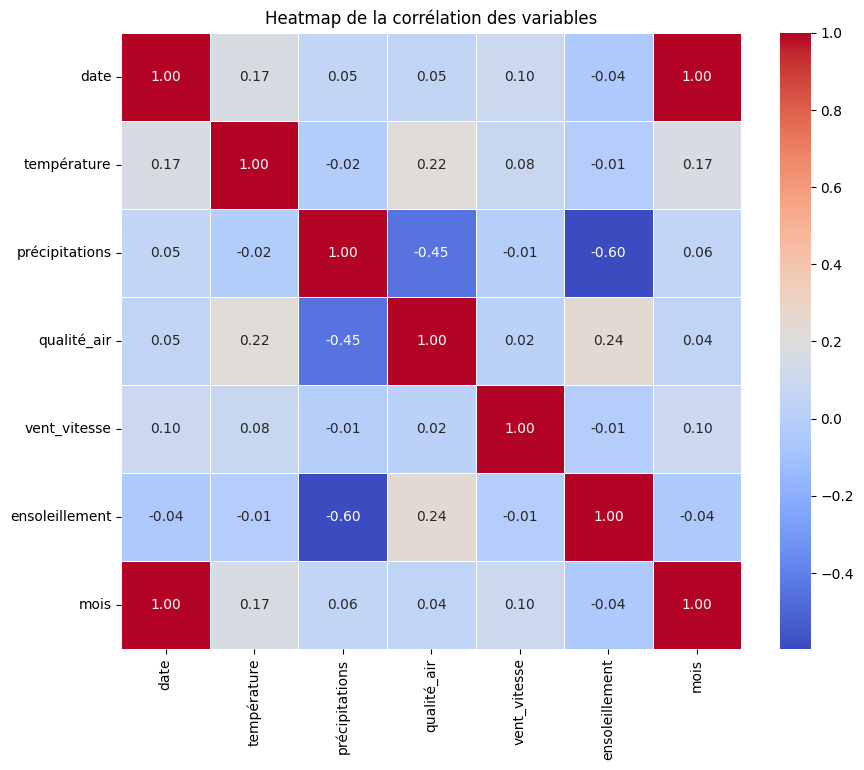 Heatmap de la corrélation des variables
date 1.00 0.17 0.05 0.05 0.10 -0.04 1.00
température 0.17 1.00 -0.02 0.22 0.08 -0.01 0.17
précipitations 0.05 -0.02 1.00 -0.45 -0.01 -0.60 0.06
qualité_air 0.05 0.22 -0.45 1.00 0.02 0.24 0.04
vent_vitesse 0.10 0.08 -0.01 0.02 1.00 -0.01 0.10
ensoleillement -0.04 -0.01 -0.60 0.24 -0.01 1.00 -0.04
mois 1.00 0.17 0.06 0.04 0.10 -0.04 1.00
date
température
précipitations
qualité_air
vent_vitesse
ensoleillement
mois
1.0
0.8
0.6
0.4
0.2
0.0
−0.2
−0.4